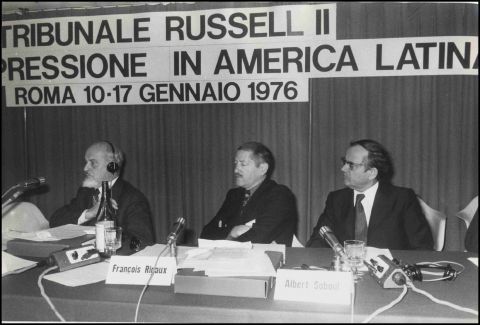 TRIBUNALE RUSSELL II
PRESSIONE IN AMERICA LATINA
ROMA 10-17 GENNAIO 1976
François Rigaux
Albert Soboul